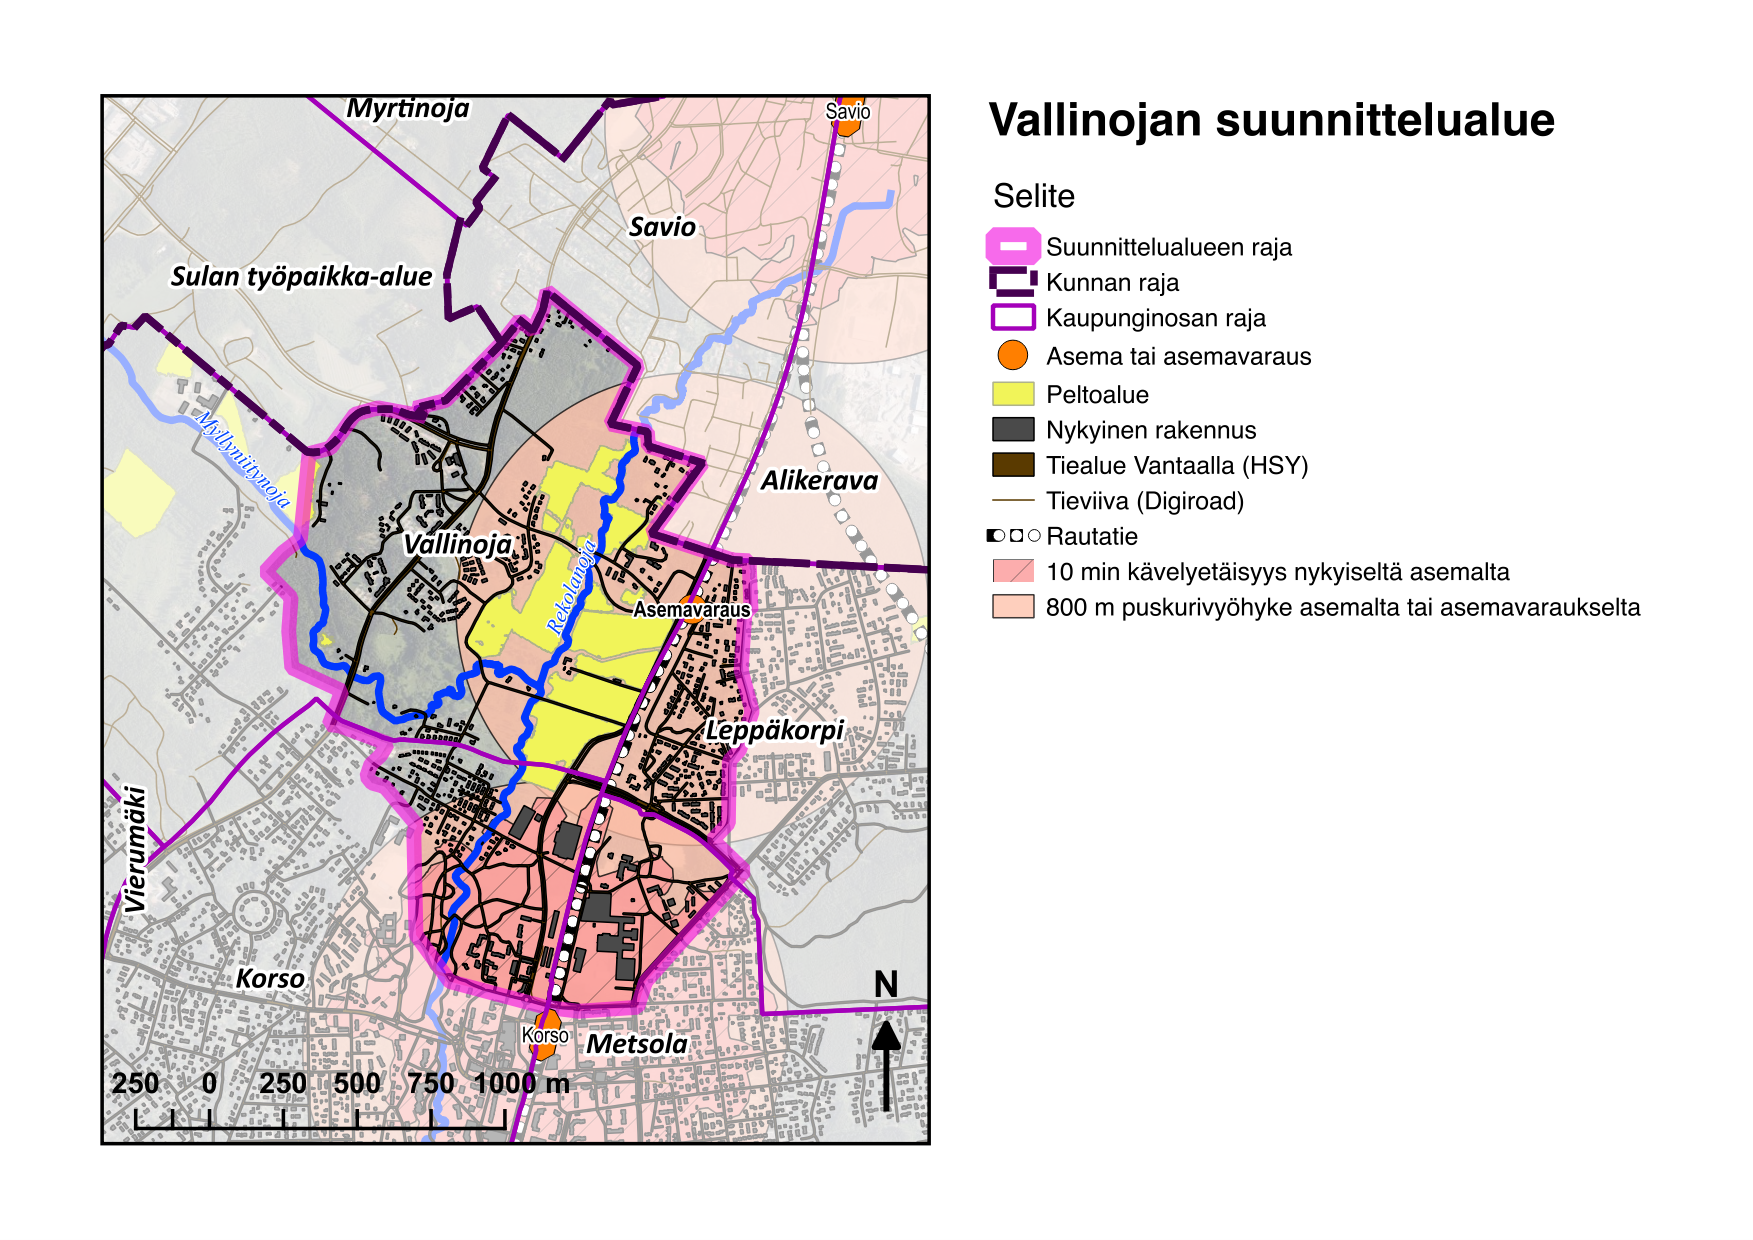 Vallinojan suunnittelualue
Selite
Suunnittelualueen raja
Kunnan raja
Kaupunginosan raja
Asema tai asemavaraus
Peltoalue
Nykyinen rakennus
Tiealue Vantaalla (HSY)
Tieviiva (Digiroad)
Rautatie
10 min kävelyetäisyys nykyiseltä asemalta
800 m puskurivyöhyke asemalta tai asemavaraukselta
Myrtinoja
Savio
Savio
Sulan työpaikka-alue
Myllyniitynoja
Alikerava
Vallinoja
Rekolanoja
Asemavaraus
Leppäkorpi
Vierumäki
Korso
N
Korso
Metsola
250 0 250 500 750 1000 m